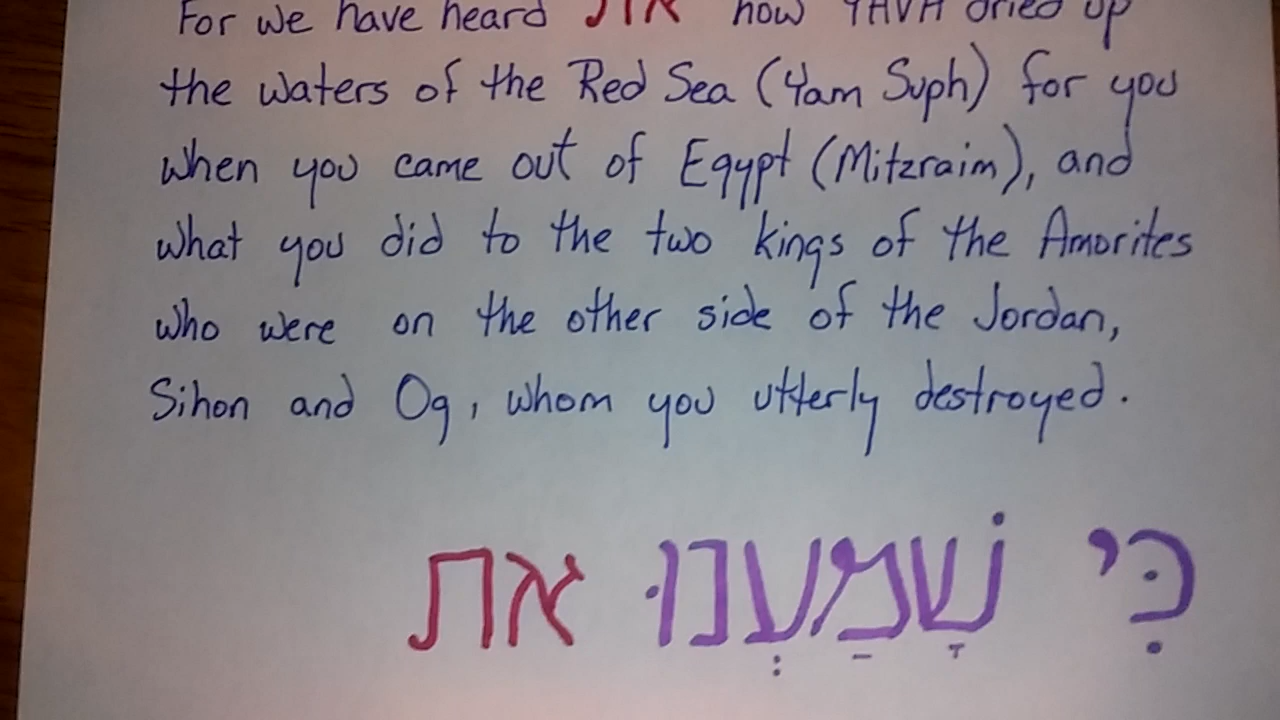 For we have heard את how YAVA dried up
the waters of the Red Sea (Yam Suph) for you
when you came out of Egypt (Mitzraim), and
what you did to the two kings of the Amorites
who were on the other side of the Jordan,
Sihon and Og, whom you utterly destroyed.
כִּי שָׁמַעְנוּ את